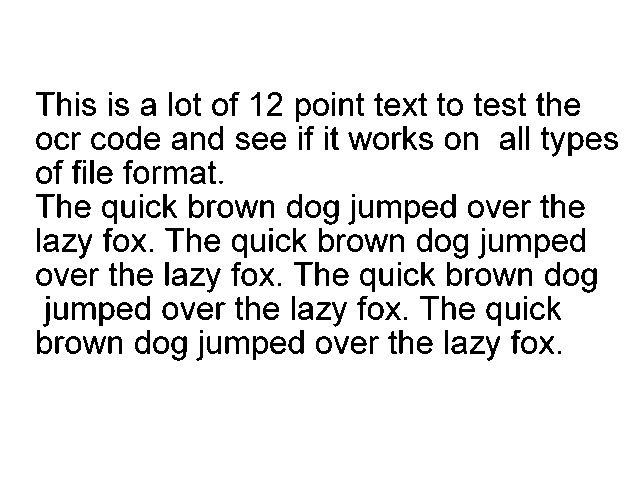 This is a lot of 12 point text to test the
ocr code and see if it works on  all types
of file format.
The quick brown dog jumped over the
lazy fox. The quick brown dog jumped
over the lazy fox. The quick brown dog
 jumped over the lazy fox. The quick
brown dog jumped over the lazy fox.